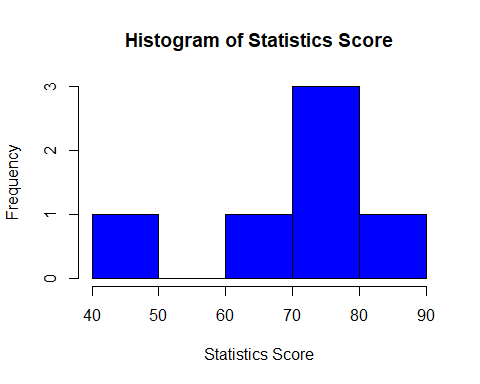 Histogram of Statistics Score
Frequency
3
2
1
0
40 50 60 70 80 90
Statistics Score